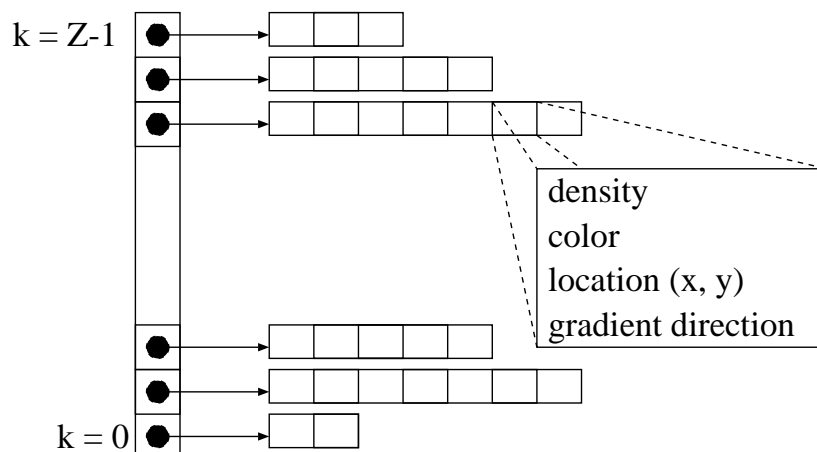 k = Z-1
density
color
location (x, y)
gradient direction
k = 0